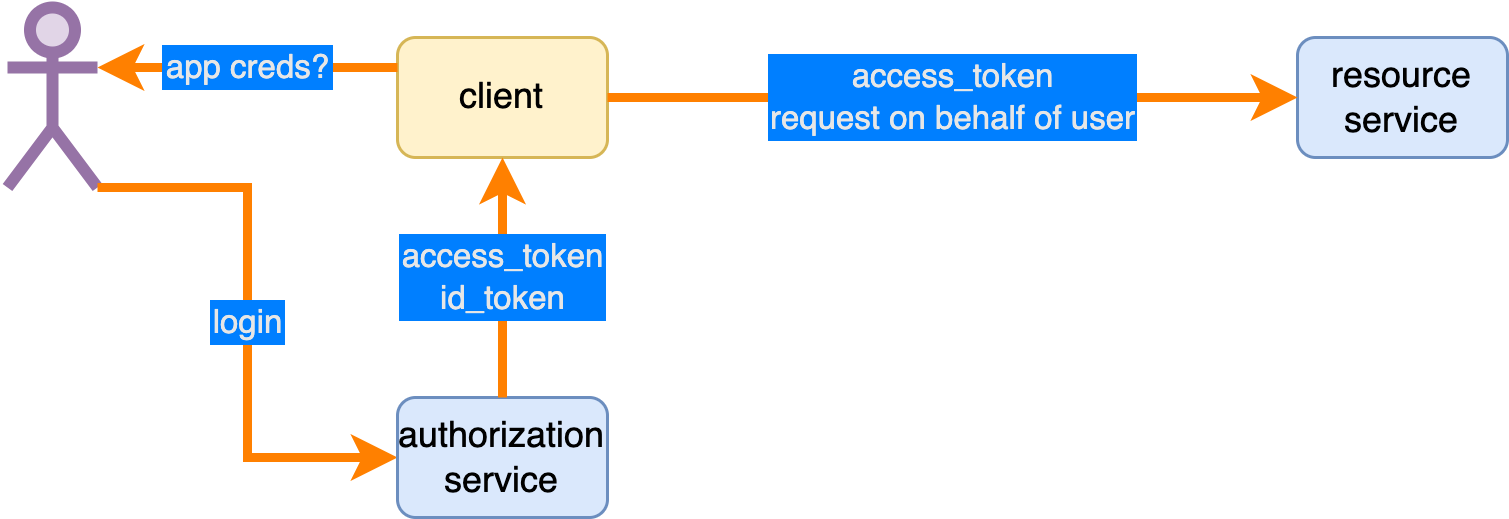 app creds?
client
access_token
request on behalf of user
resource
service
access_token
id_token
login
authorization
service